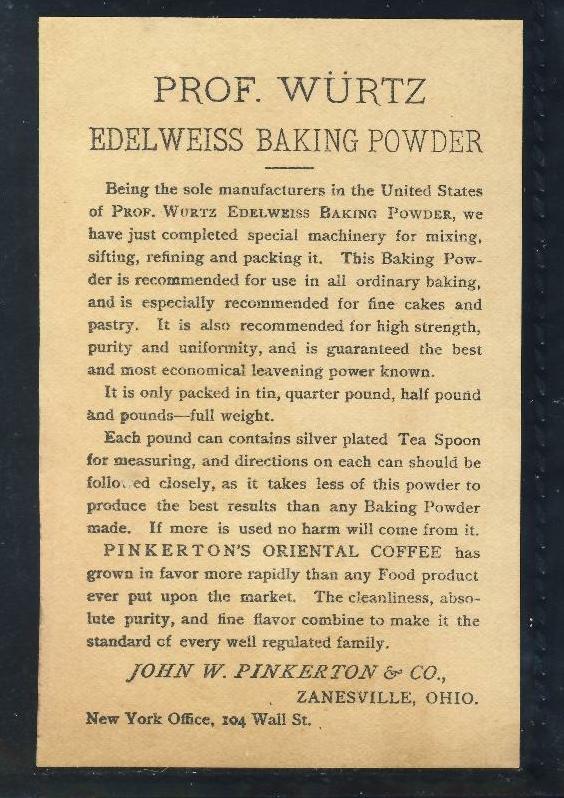 PROF. WÜRTZ
EDELWEISS BAKING POWDER
Being the sole manufacturers in the United States
of PROF. WURTZ EDELWEISS BAKING POWDER, we
have just completed special machinery for mixing,
sifting, refining and packing it. This Baking Pow-
der is recommended for use in all ordinary baking,
and is especially recommended for fine cakes and
pastry. It is also recommended for high strength,
purity and uniformity, and is guaranteed the best
and most economical leavening power known.
It is only packed in tin, quarter pound, half pound
and pounds—full weight.
Each pound can contains silver plated Tea Spoon
for measuring, and directions on each can should be
follo. ed closely, as it takes less of this powder to
produce the best results than any Baking Powder
made. If more is used no harm will come from it.
PINKERTON'S ORIENTAL COFFEE has
grown in favor more rapidly than any Food product
ever put upon the market. The cleanliness, abso-
lute purity, and fine flavor combine to make it the
standard of every well regulated family.
JOHN W. PINKERTON & CO.,
ZANESVILLE, OHIO.
New York Office, 104 Wall St.